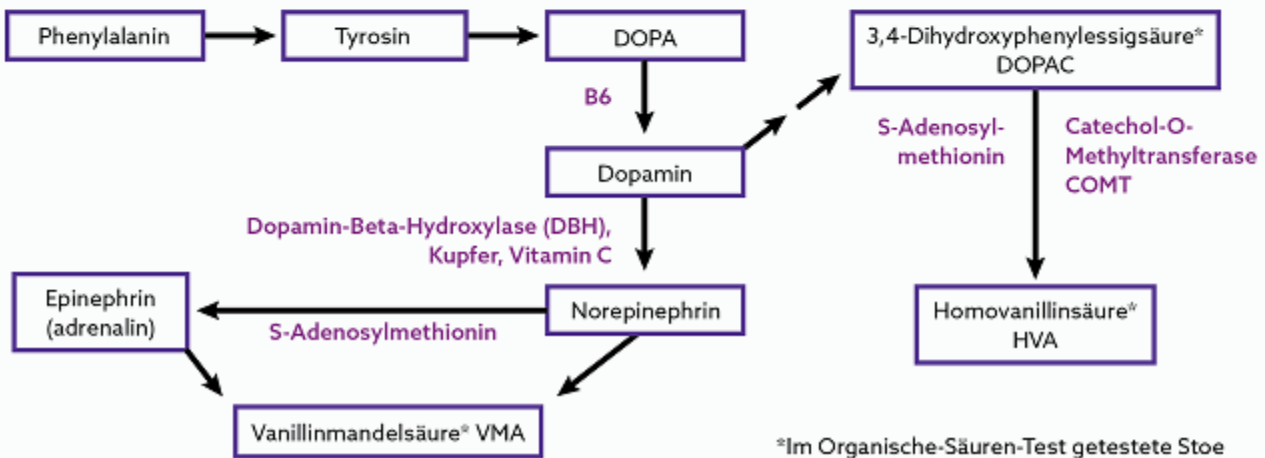 Phenylalanin
Tyrosin
DOPA
3,4-Dihydroxyphenylessigsäure*
DOPAC
B6
S-Adenosyl-
methionin
Catechol-O-
Methyltransferase
COMT
Dopamin
Dopamin-Beta-Hydroxylase (DBH),
Kupfer, Vitamin C
Epinephrin
(adrenalin)
S-Adenosylmethionin
Norepinephrin
Homovanillinsäure*
HVA
Vanillinmandelsäure* VMA
*Im Organische-Säuren-Test getestete Stoe